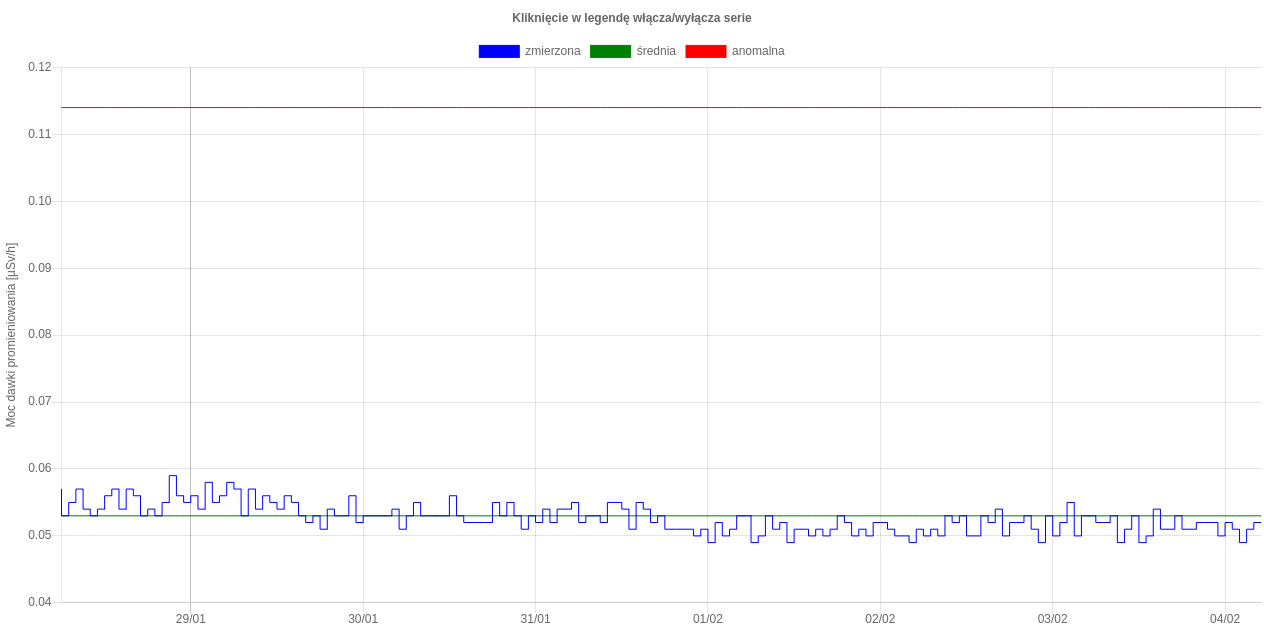 Kliknięcie w legendę włącza/wyłącza serie
zmierzona średnia anomalna
Moc dawki promieniowania [µSv/h]
0.12
0.11
0.10
0.09
0.08
0.07
0.06
0.05
0.04
29/01 30/01 31/01 01/02 02/02 03/02 04/02